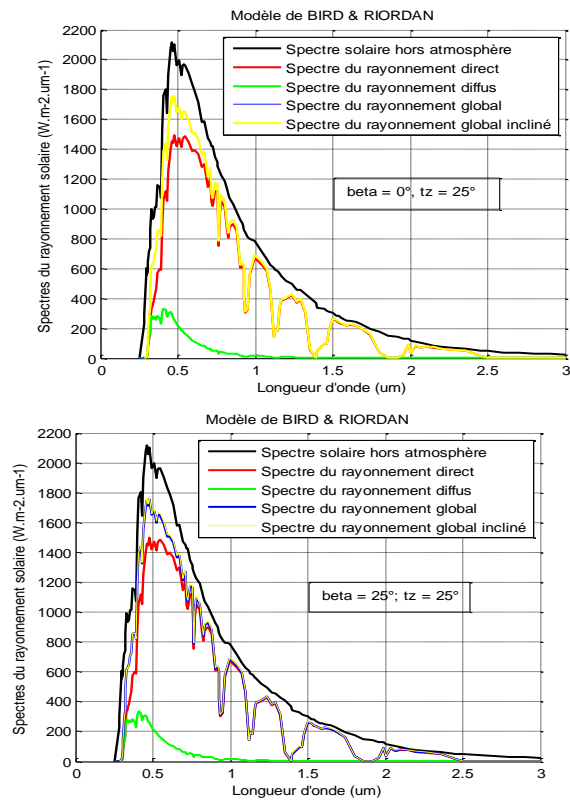 Modèle de BIRD & RIORDAN
Spectres du rayonnement solaire (W.m-2.um-1)
2200
2000
1800
1600
1400
1200
1000
800
600
400
200
0
Spectre solaire hors atmosphère
Spectre du rayonnement direct
Spectre du rayonnement diffus
Spectre du rayonnement global
Spectre du rayonnement global incliné
beta = 0°, tz = 25°
0 0.5 1 1.5 2 2.5 3
Longueur d'onde (um)
Modèle de BIRD & RIORDAN
Spectres du rayonnement solaire (W.m-2.um-1)
2200
2000
1800
1600
1400
1200
1000
800
600
400
200
0
Spectre solaire hors atmosphère
Spectre du rayonnement direct
Spectre du rayonnement diffus
Spectre du rayonnement global
Spectre du rayonnement global incliné
beta = 25°; tz = 25°
0 0.5 1 1.5 2 2.5 3
Longueur d'onde (um)